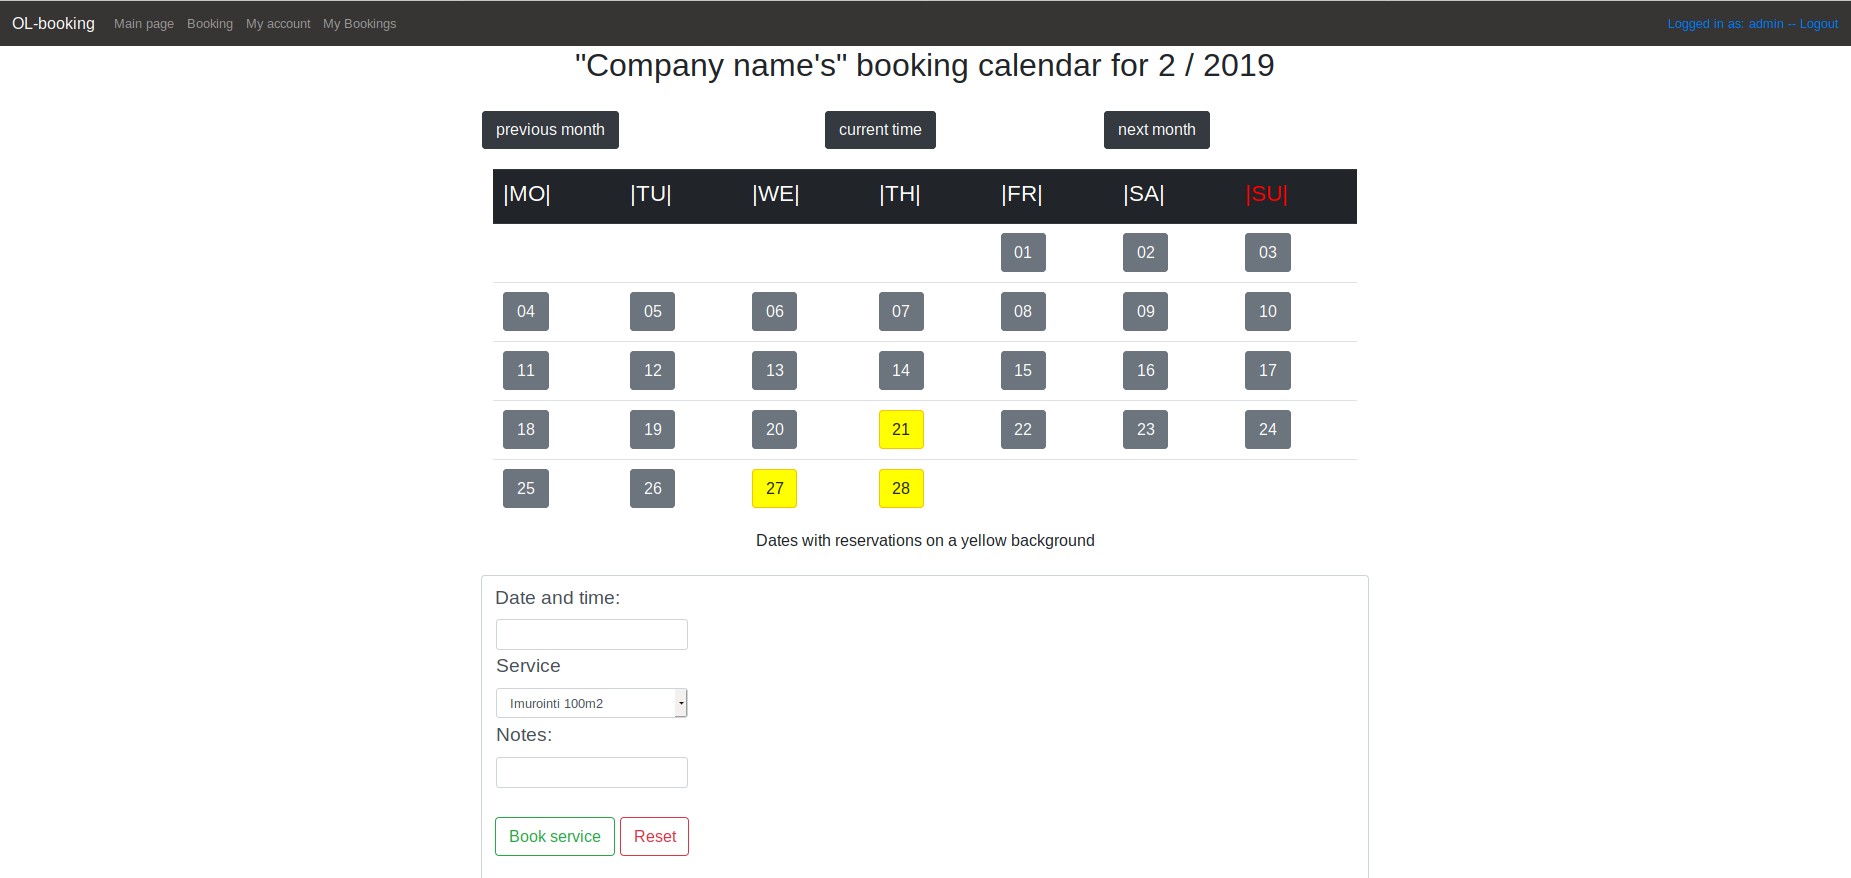 OL-booking Main page Booking My account My Bookings Logged in as: admin -- Logout
"Company name's" booking calendar for 2 / 2019
previous month current time next month
|MO| |TU| |WE| |TH| |FR| |SA| |SU|
01 02 03
04 05 06 07 08 09 10
11 12 13 14 15 16 17
18 19 20 21 22 23 24
25 26 27 28
Dates with reservations on a yellow background
Date and time:
Service
Imurointi 100m2
Notes:
Book service Reset